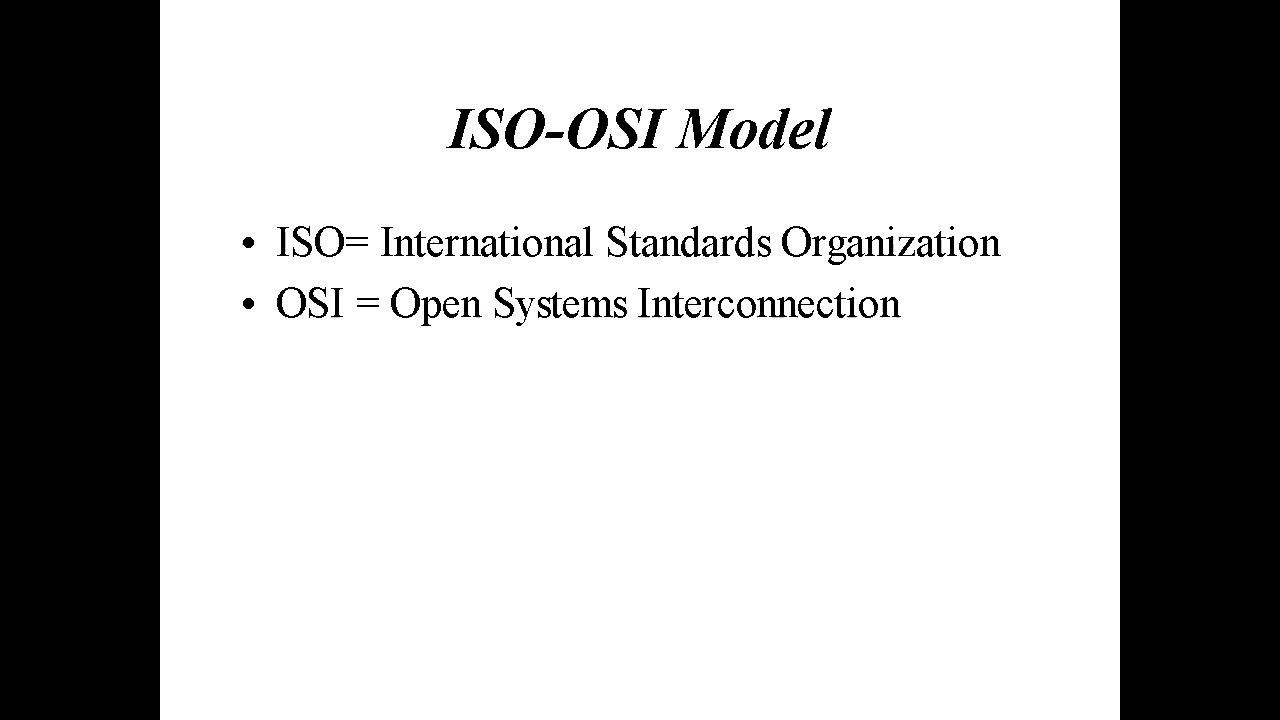 ISO-OSI Model
• ISO= International Standards Organization
• OSI = Open Systems Interconnection